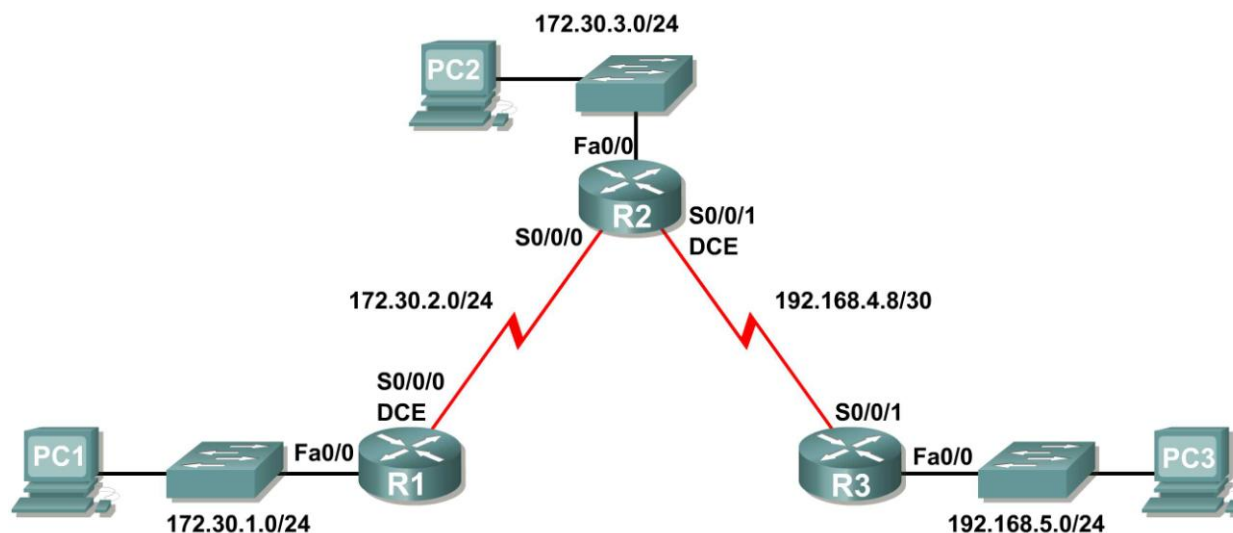 172.30.3.0/24
PC2
Fa0/0
R2
S0/0/1
DCE
S0/0/0
172.30.2.0/24
192.168.4.8/30
S0/0/0
DCE
S0/0/1
PC1
Fa0/0
R1
R3
Fa0/0
PC3
172.30.1.0/24
192.168.5.0/24